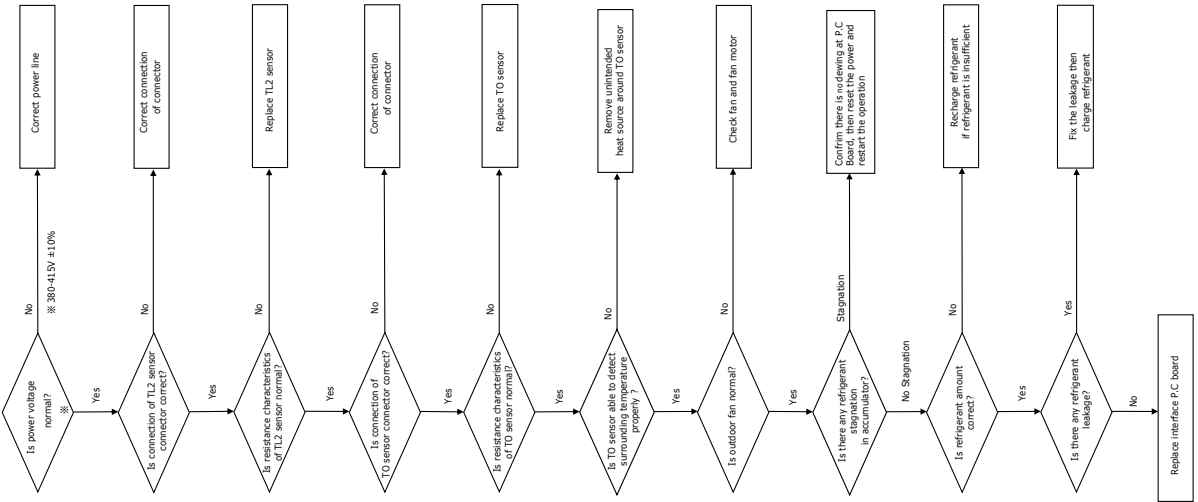 Is power voltage
normal?
※
No
※ 380-415V ±10%
Correct power line
Yes
Is connection of TL2 sensor
connector correct?
No
Correct connection
of connector
Yes
Is resistance characteristics
of TL2 sensor normal?
No
Replace TL2 sensor
Yes
Is connection of
TO sensor connector correct?
No
Correct connection
of connector
Yes
Is resistance characteristics
of TO sensor normal?
No
Replace TO sensor
Yes
Is TO sensor able to detect
surrounding temperature
properly ?
No
Remove unintended
heat source around TO sensor
Yes
Is outdoor fan normal?
No
Check fan and fan motor
Yes
Is there any refrigerant
stagnation
in accumulator?
Stagnation
Confrim there is no dewing at P.C
Board, then reset the power and
restart the operation
No Stagnation
Is refrigerant amount
correct?
No
Recharge refrigerant
if refrigerant is insufficient
Yes
Is there any refrigerant
leakage?
Yes
Fix the leakage then
charge refrigerant
No
Replace interface P.C board